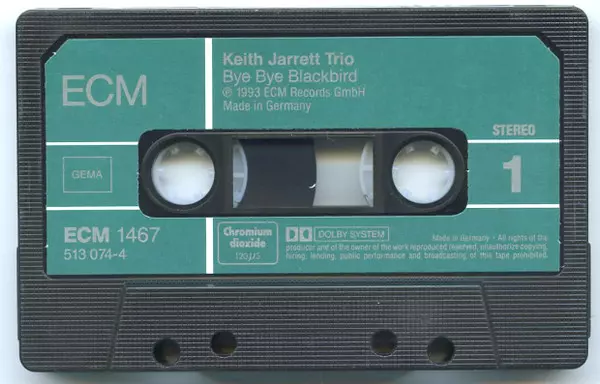 Keith Jarrett Trio
Bye Bye Blackbird
℗ 1993 ECM Records GmbH
Made in Germany
ECM
STEREO
GEMA
1
ECM 1467
513 074-4
Chromium
dioxide
120 µS
DOLBY SYSTEM
Made in Germany · All rights of the
producer and of the owner of the work reproduced reserved, unauthorize copying,
hiring, lending, public performance and broadcasting of this tape prohibited.